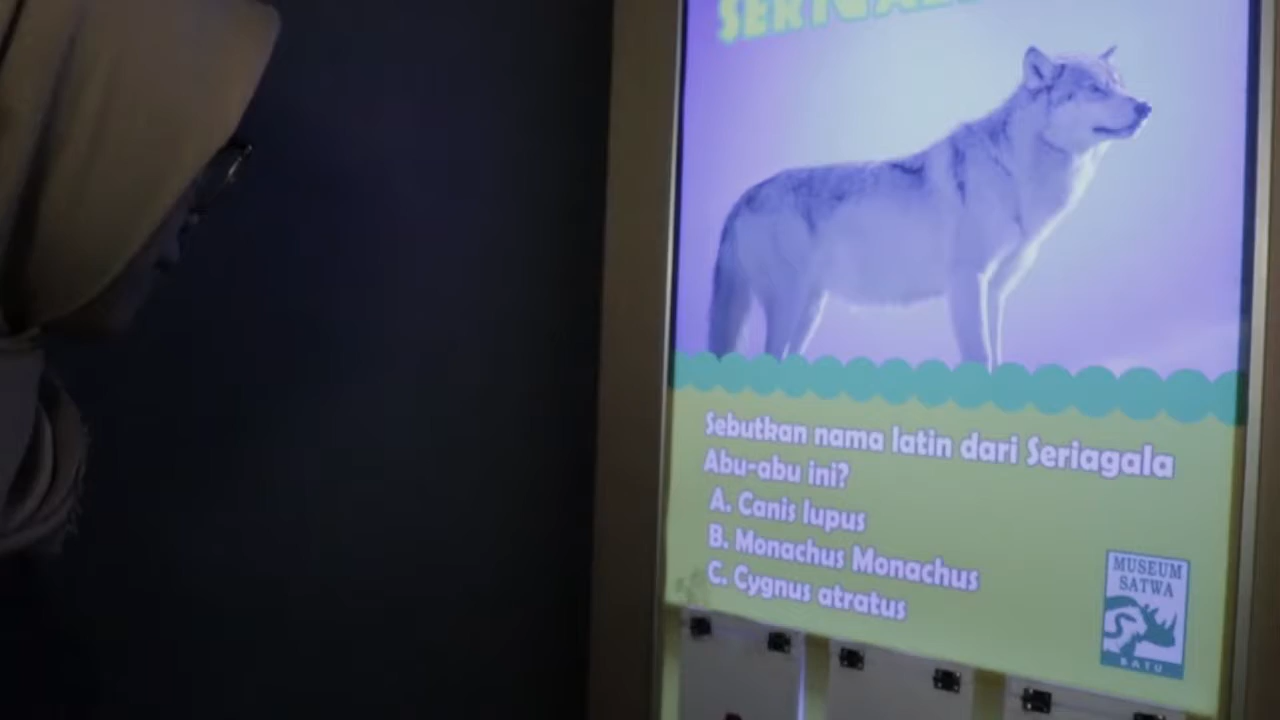 Sebutkan nama latin dari Seriagala
Abu-abu ini?
A. Canis lupus
B. Monachus Monachus
C. Cygnus atratus
MUSEUM
SATWA
BATU